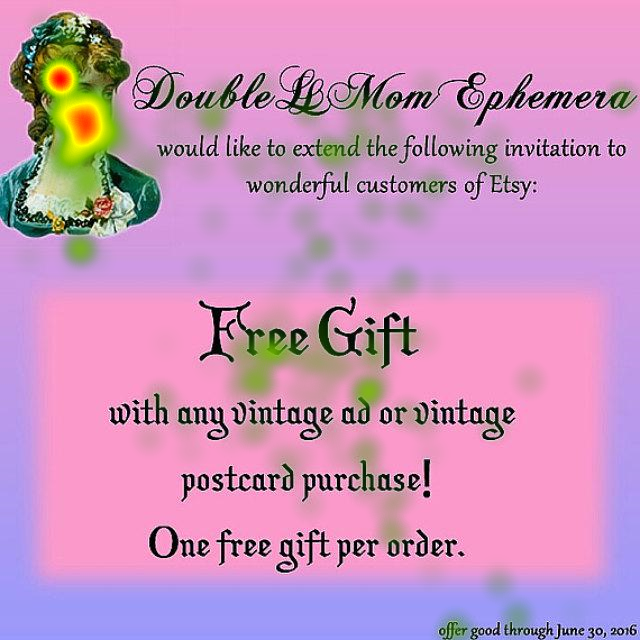 DoubleLLMom Ephemera
would like to extend the following invitation to
wonderful customers of Etsy:
Free Gift
with any vintage ad or vintage
postcard purchase!
One free gift per order.
offer good through June 30, 2016